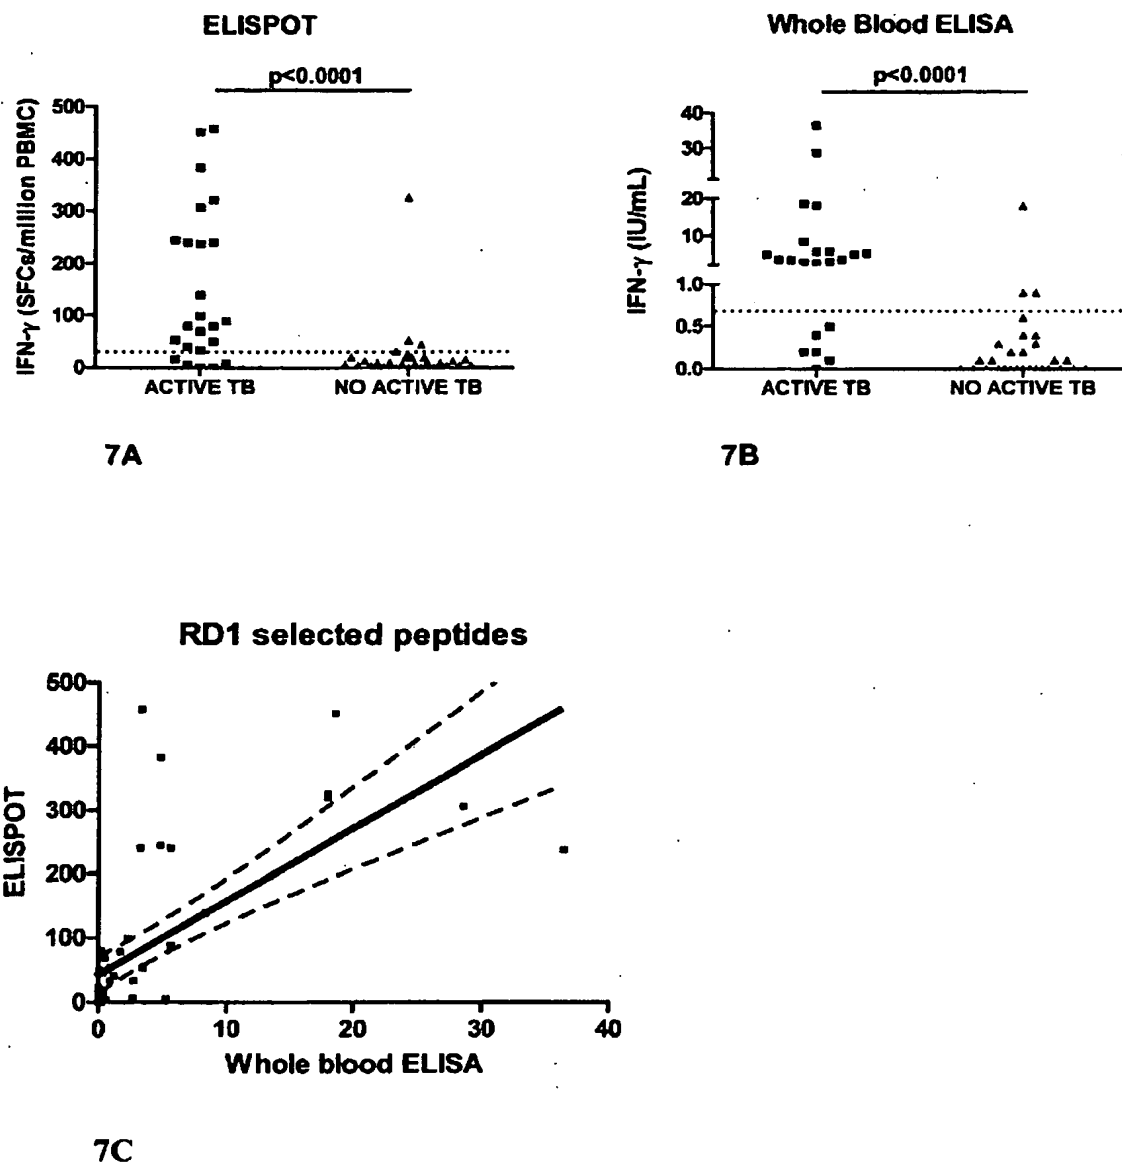 ELISPOT
p<0.0001
IFN-γ (SFCs/million PBMC)
500
400
300
200
100
0
ACTIVE TB
NO ACTIVE TB
7A
Whole Blood ELISA
p<0.0001
IFN-γ (IU/mL)
40
30
20
10
1.0
0.5
0.0
ACTIVE TB
NO ACTIVE TB
7B
RD1 selected peptides
ELISPOT
500
400
300
200
100
0
0 10 20 30 40
Whole blood ELISA
7C